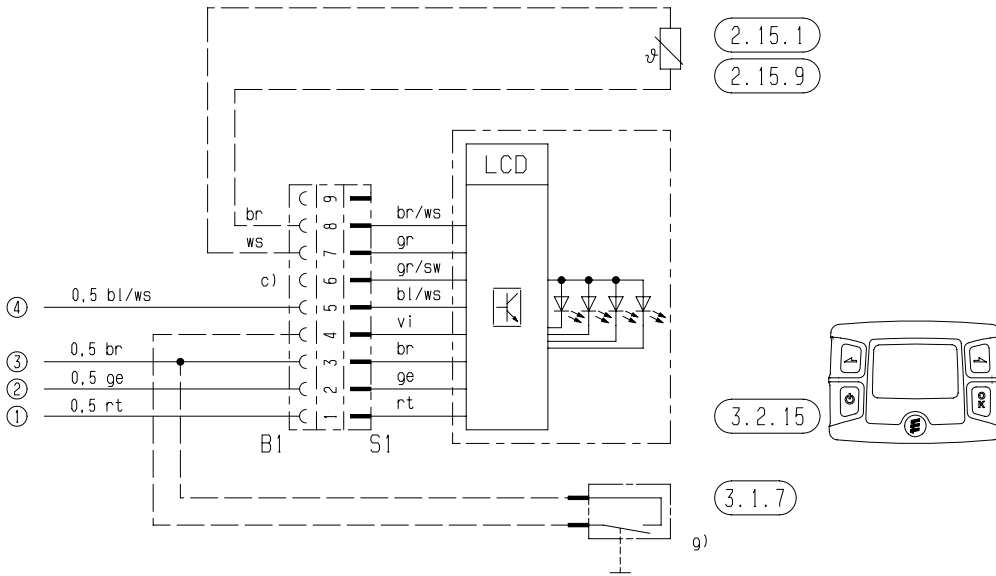 2.15.1
ϑ
2.15.9
LCD
9
br 8 br/ws
ws 7 gr
c) 6 gr/sw
4 0,5 bl/ws 5 bl/ws
4 vi
3 0,5 br 3 br
2 0,5 ge 2 ge
1 0,5 rt 1 rt
B1 S1
OK
3.2.15
3.1.7
g)